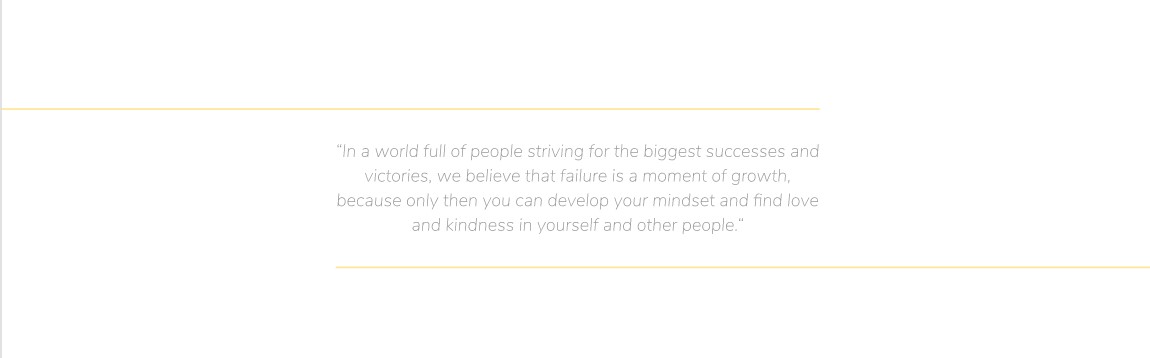 “In a world full of people striving for the biggest successes and
victories, we believe that failure is a moment of growth,
because only then you can develop your mindset and find love
and kindness in yourself and other people.“